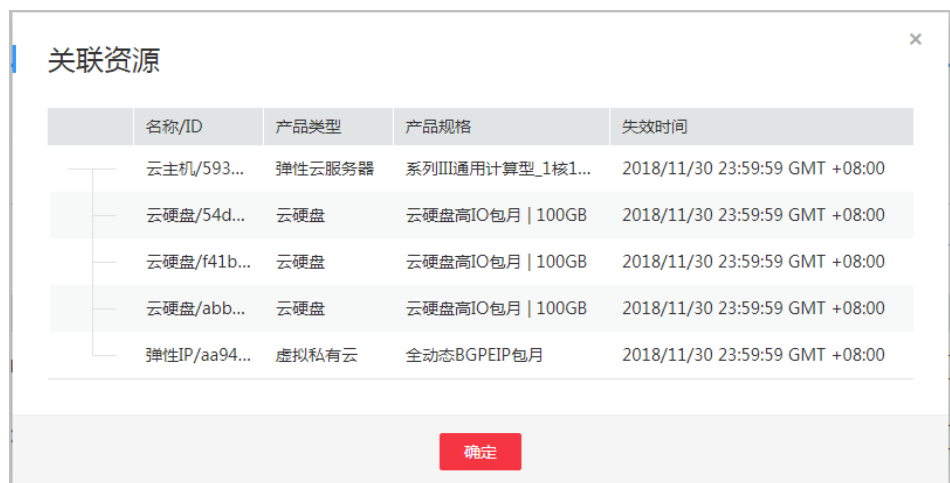 关联资源
×
名称/ID 产品类型 产品规格 失效时间
云主机/593... 弹性云服务器 系列III通用计算型_1核1... 2018/11/30 23:59:59 GMT +08:00
云硬盘/54d... 云硬盘 云硬盘高IO包月 | 100GB 2018/11/30 23:59:59 GMT +08:00
云硬盘/f41b... 云硬盘 云硬盘高IO包月 | 100GB 2018/11/30 23:59:59 GMT +08:00
云硬盘/abb... 云硬盘 云硬盘高IO包月 | 100GB 2018/11/30 23:59:59 GMT +08:00
弹性IP/aa94... 虚拟私有云 全动态BGPEIP包月 2018/11/30 23:59:59 GMT +08:00
确定